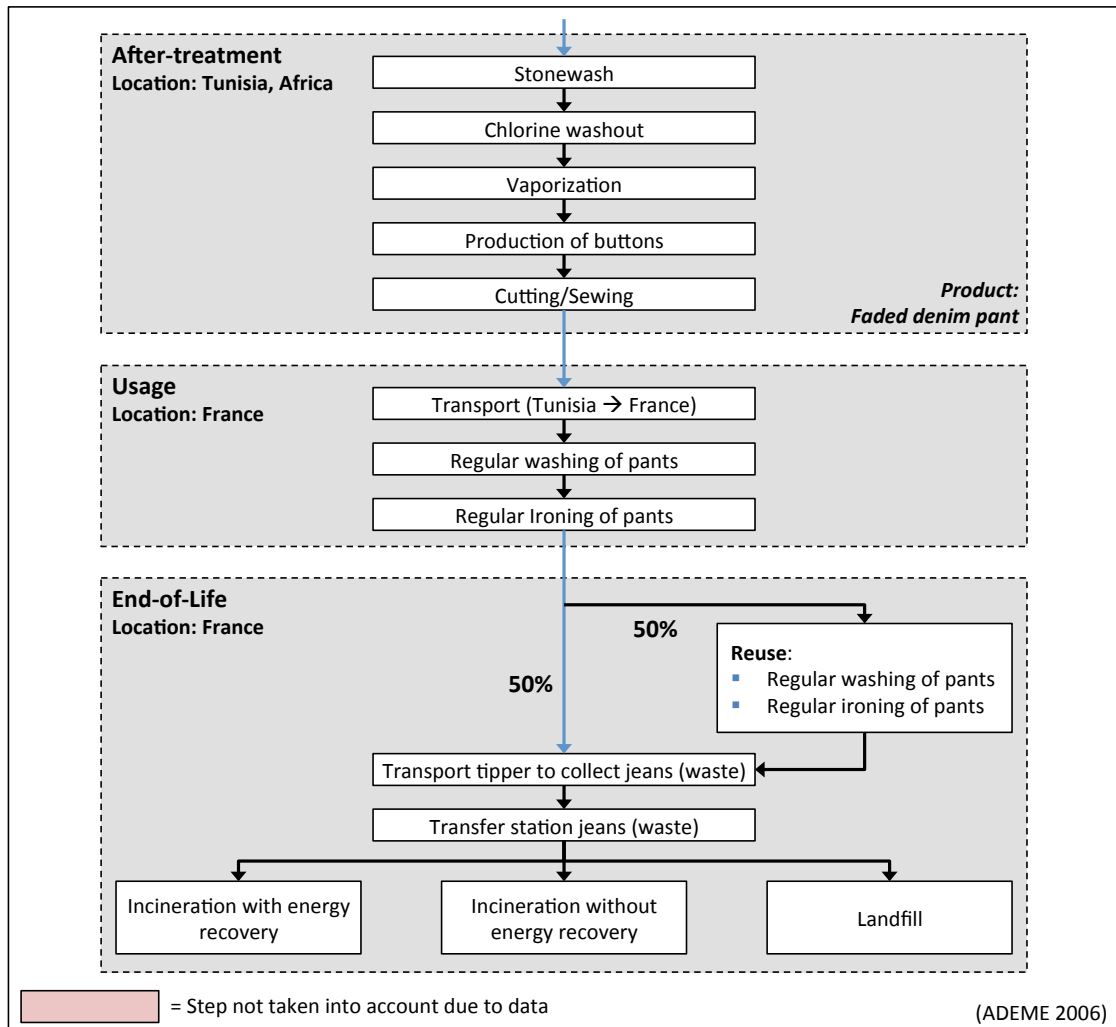 After-treatment
Location: Tunisia, Africa
Stonewash
Chlorine washout
Vaporization
Production of buttons
Cutting/Sewing
Product:
Faded denim pant
Usage
Location: France
Transport (Tunisia → France)
Regular washing of pants
Regular Ironing of pants
End-of-Life
Location: France
50%
50%
Reuse:
▪ Regular washing of pants
▪ Regular ironing of pants
Transport tipper to collect jeans (waste)
Transfer station jeans (waste)
Incineration with energy
recovery
Incineration without
energy recovery
Landfill
= Step not taken into account due to data
(ADEME 2006)